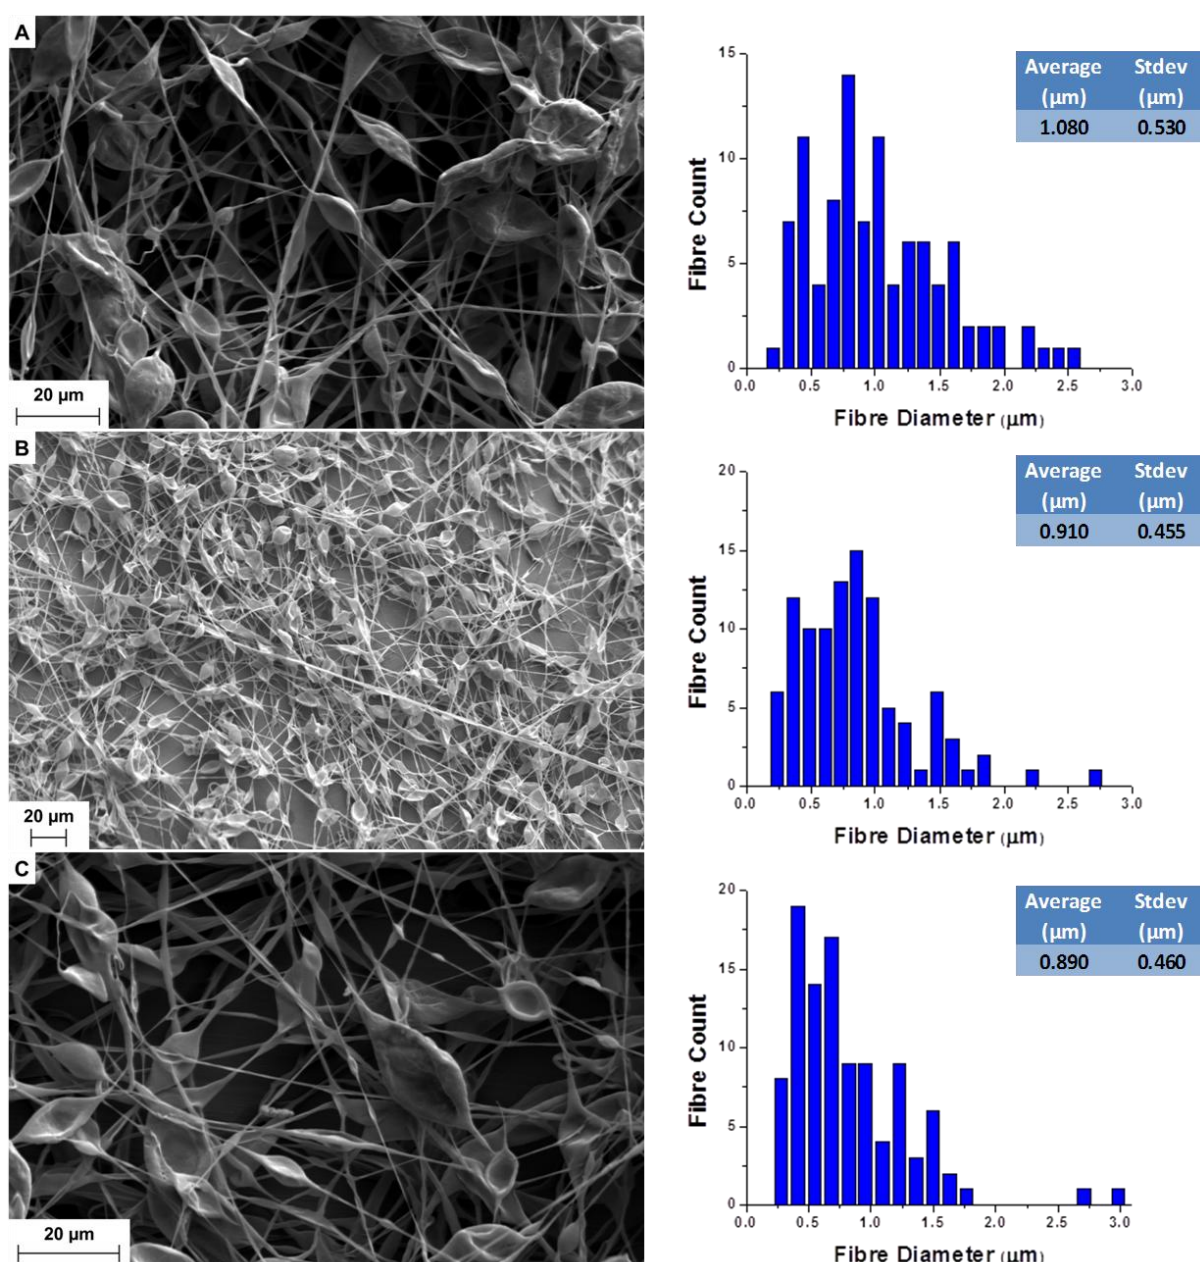 A
20 µm
15
10
5
0
Fibre Count
0.0 0.5 1.0 1.5 2.0 2.5 3.0
Fibre Diameter (µm)
Average Stdev
(µm) (µm)
1.080 0.530
B
20 µm
20
15
10
5
0
Fibre Count
0.0 0.5 1.0 1.5 2.0 2.5 3.0
Fibre Diameter (µm)
Average Stdev
(µm) (µm)
0.910 0.455
C
20 µm
20
15
10
5
0
Fibre Count
0.0 0.5 1.0 1.5 2.0 2.5 3.0
Fibre Diameter (µm)
Average Stdev
(µm) (µm)
0.890 0.460